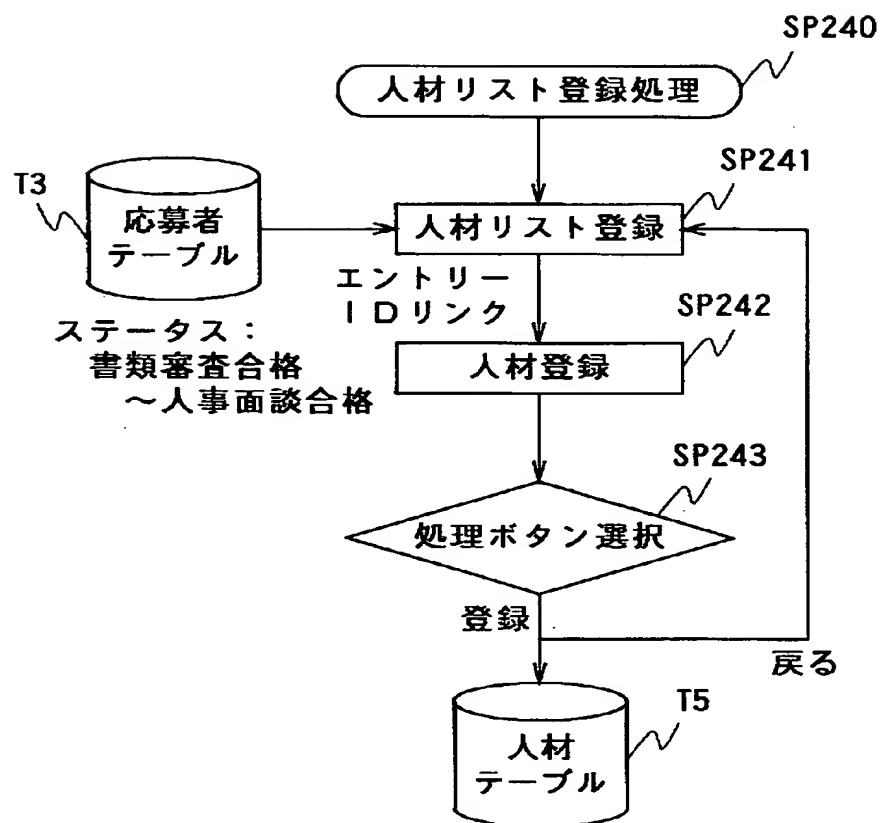 SP240
人材リスト登録処理
SP241
T3
応募者
テーブル
人材リスト登録
エントリー
IDリンク
SP242
ステータス：
書類審査合格
～人事面談合格
人材登録
SP243
処理ボタン選択
登録
戻る
T5
人材
テーブル